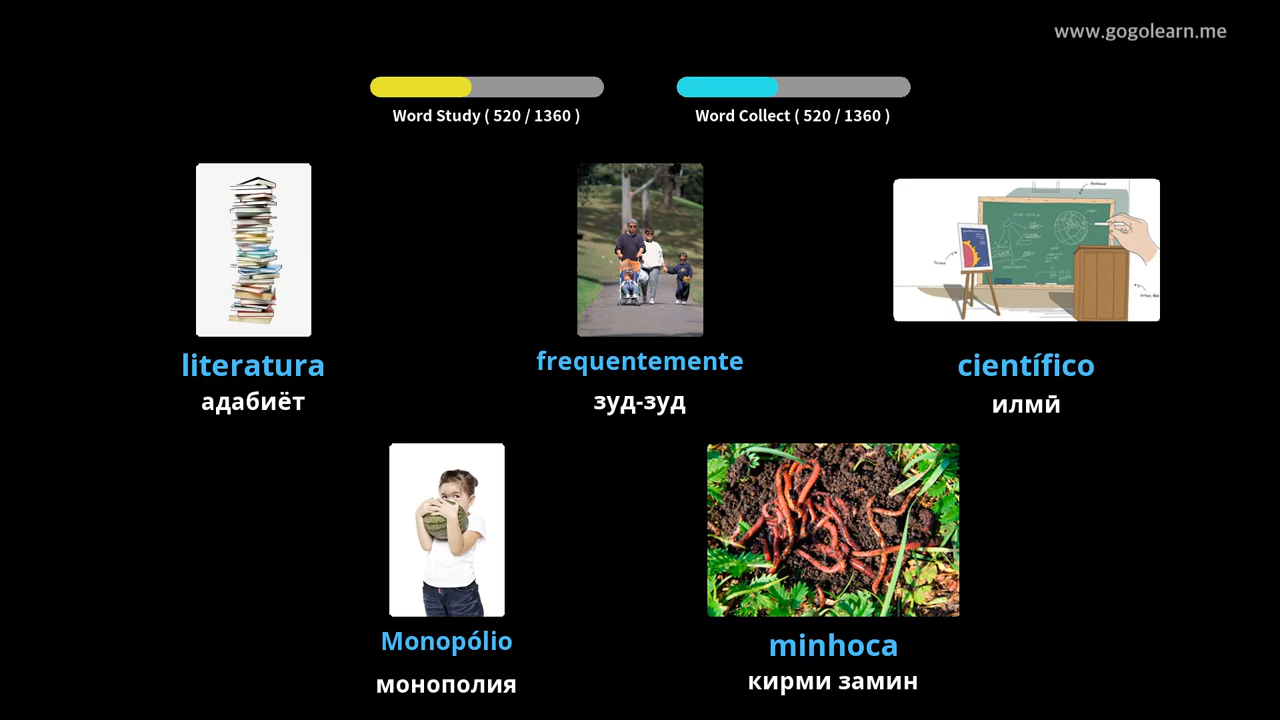 www.gogolearn.me
Word Study ( 520 / 1360 )
Word Collect ( 520 / 1360 )
literatura
адабиёт
frequentemente
зуд-зуд
científico
илмӣ
Monopólio
монополия
minhoca
кирми замин